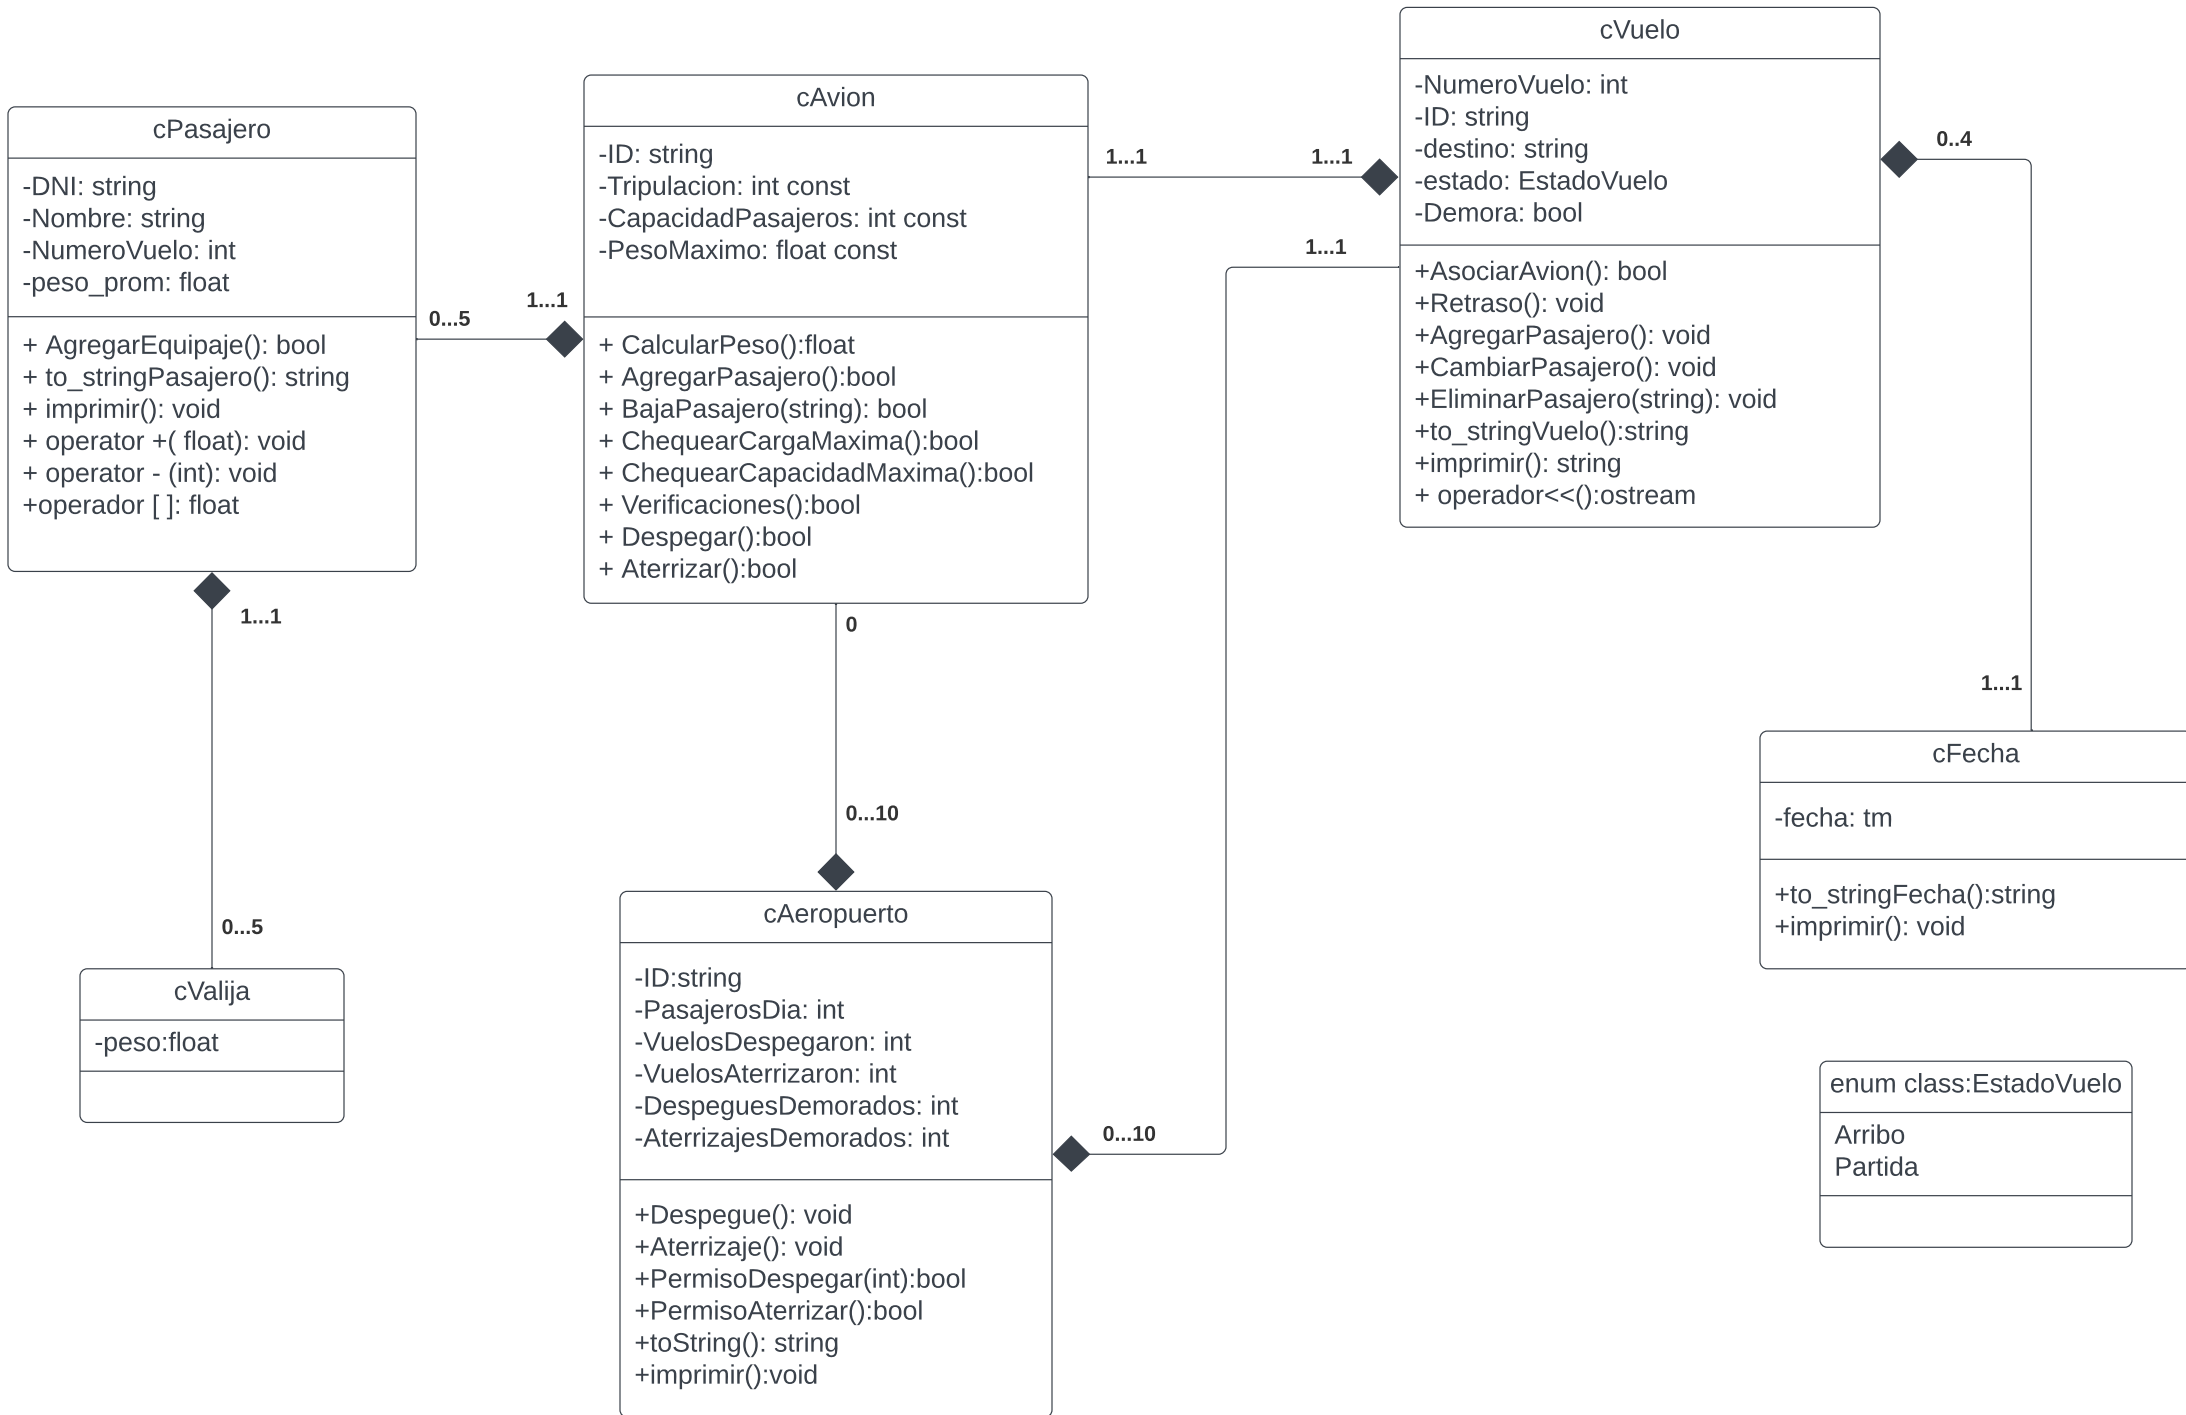 cPasajero
-DNI: string
-Nombre: string
-NumeroVuelo: int
-peso_prom: float
+ AgregarEquipaje(): bool
+ to_stringPasajero(): string
+ imprimir(): void
+ operator +( float): void
+ operator - (int): void
+operador [ ]: float
0...5
1...1
1...1
0...5
cValija
-peso:float
cAvion
-ID: string
-Tripulacion: int const
-CapacidadPasajeros: int const
-PesoMaximo: float const
+ CalcularPeso():float
+ AgregarPasajero():bool
+ BajaPasajero(string): bool
+ ChequearCargaMaxima():bool
+ ChequearCapacidadMaxima():bool
+ Verificaciones():bool
+ Despegar():bool
+ Aterrizar():bool
1...1
1...1
0
0...10
cAeropuerto
-ID:string
-PasajerosDia: int
-VuelosDespegaron: int
-VuelosAterrizaron: int
-DespeguesDemorados: int
-AterrizajesDemorados: int
+Despegue(): void
+Aterrizaje(): void
+PermisoDespegar(int):bool
+PermisoAterrizar():bool
+toString(): string
+imprimir():void
0...10
1...1
cVuelo
-NumeroVuelo: int
-ID: string
-destino: string
-estado: EstadoVuelo
-Demora: bool
+AsociarAvion(): bool
+Retraso(): void
+AgregarPasajero(): void
+CambiarPasajero(): void
+EliminarPasajero(string): void
+to_stringVuelo():string
+imprimir(): string
+ operador<<():ostream
0..4
1...1
cFecha
-fecha: tm
+to_stringFecha():string
+imprimir(): void
enum class:EstadoVuelo
Arribo
Partida